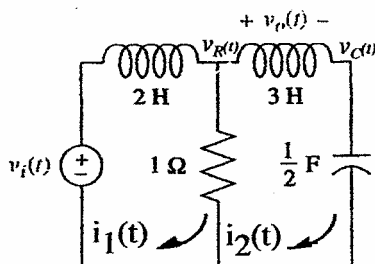 + v_o(t) −
v_R(t) v_C(t)
2 H 3 H
v_i(t) + − 1 Ω 1/2 F
i_1(t) i_2(t)